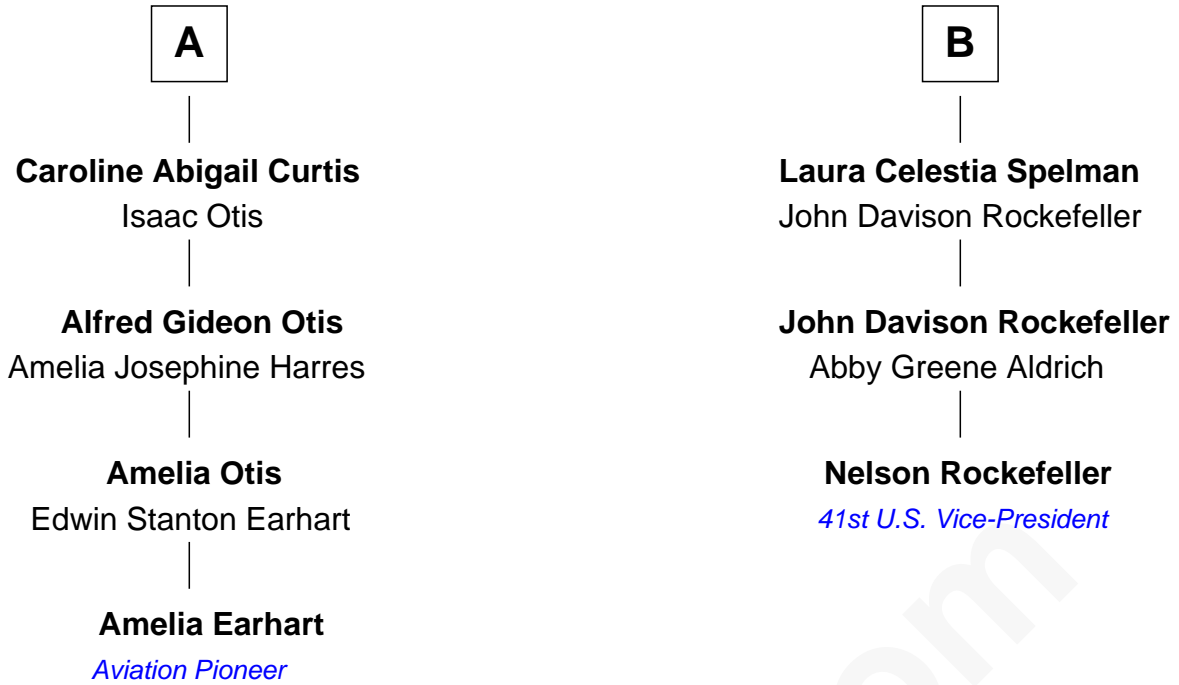 A
Caroline Abigail Curtis
Isaac Otis
Alfred Gideon Otis
Amelia Josephine Harres
Amelia Otis
Edwin Stanton Earhart
Amelia Earhart
Aviation Pioneer
B
Laura Celestia Spelman
John Davison Rockefeller
John Davison Rockefeller
Abby Greene Aldrich
Nelson Rockefeller
41st U.S. Vice-President